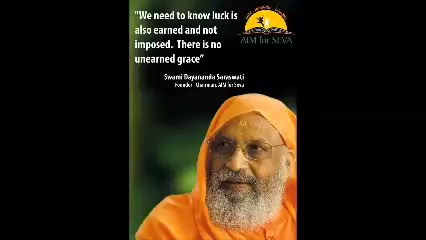 "We need to know luck is
also earned and not
imposed. There is no
unearned grace"
Swami Dayananda Saraswati
Founder Chairman, AIM for Seva
AIM for SEVA